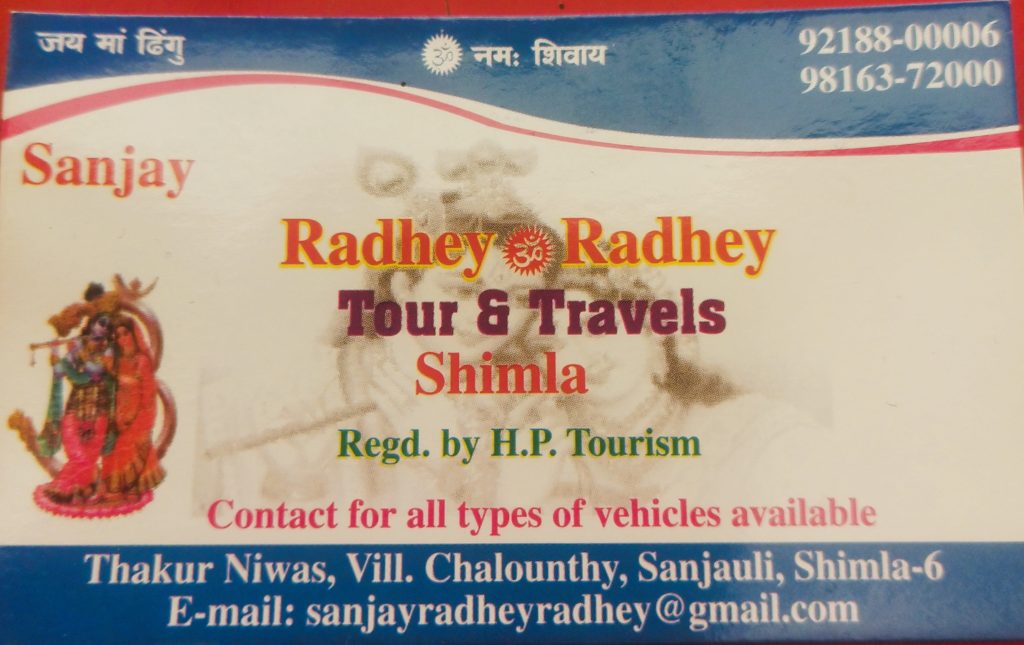 जय मां ढिंगु
ॐ नमः शिवाय
92188-00006
98163-72000
Sanjay
Radhey ॐ Radhey
Tour & Travels
Shimla
Regd. by H.P. Tourism
Contact for all types of vehicles available
Thakur Niwas, Vill. Chalounthy, Sanjauli, Shimla-6
E-mail: sanjayradheyradhey@gmail.com